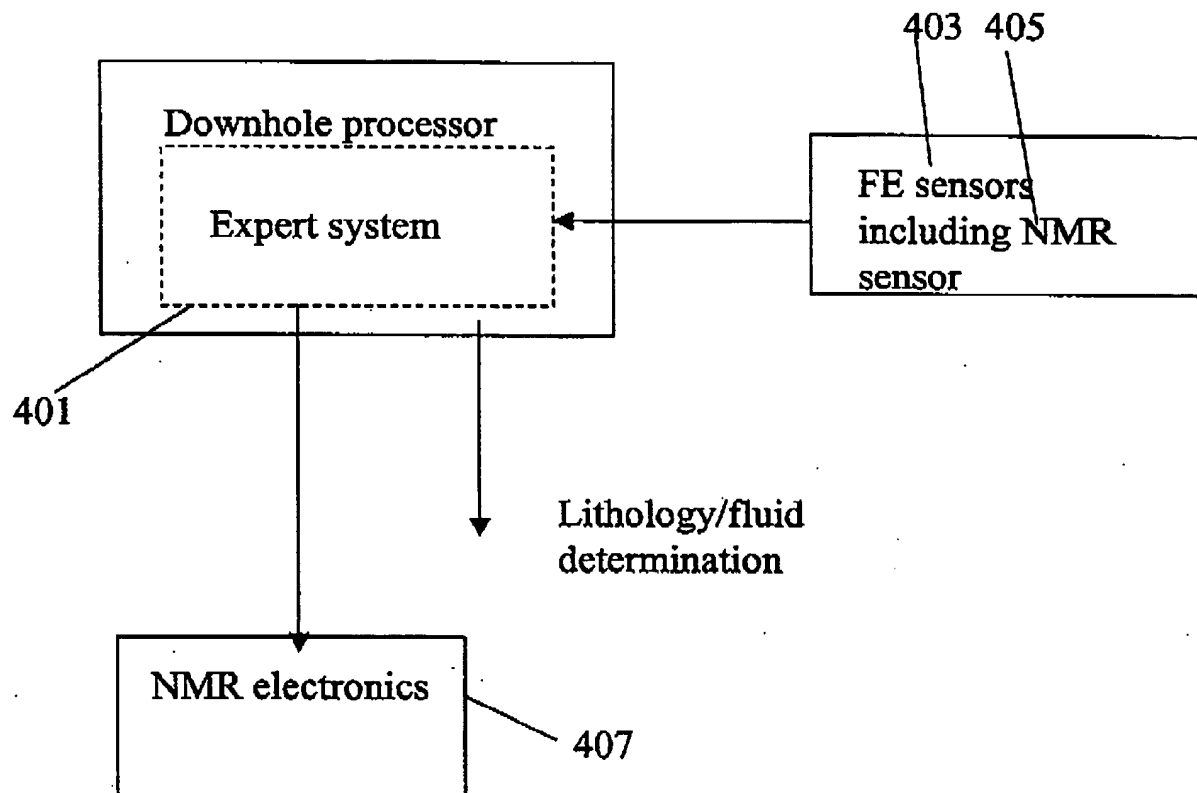 403 405
Downhole processor
Expert system
FE sensors
including NMR
sensor
401
Lithology/fluid
determination
NMR electronics
407